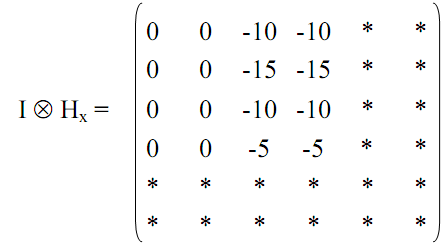 0 0 -10 -10 * *
0 0 -15 -15 * *
I ⊗ Hx = 0 0 -10 -10 * *
0 0 -5 -5 * *
* * * * * *
* * * * * *